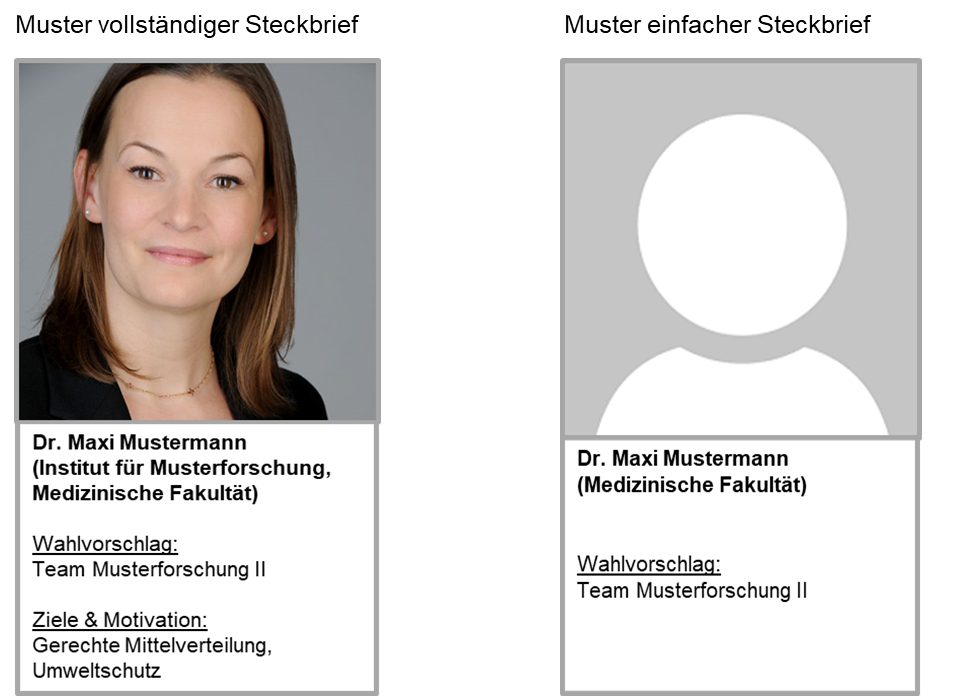 Muster vollständiger Steckbrief
Dr. Maxi Mustermann
(Institut für Musterforschung,
Medizinische Fakultät)
Wahlvorschlag:
Team Musterforschung II
Ziele & Motivation:
Gerechte Mittelverteilung,
Umweltschutz
Muster einfacher Steckbrief
Dr. Maxi Mustermann
(Medizinische Fakultät)
Wahlvorschlag:
Team Musterforschung II